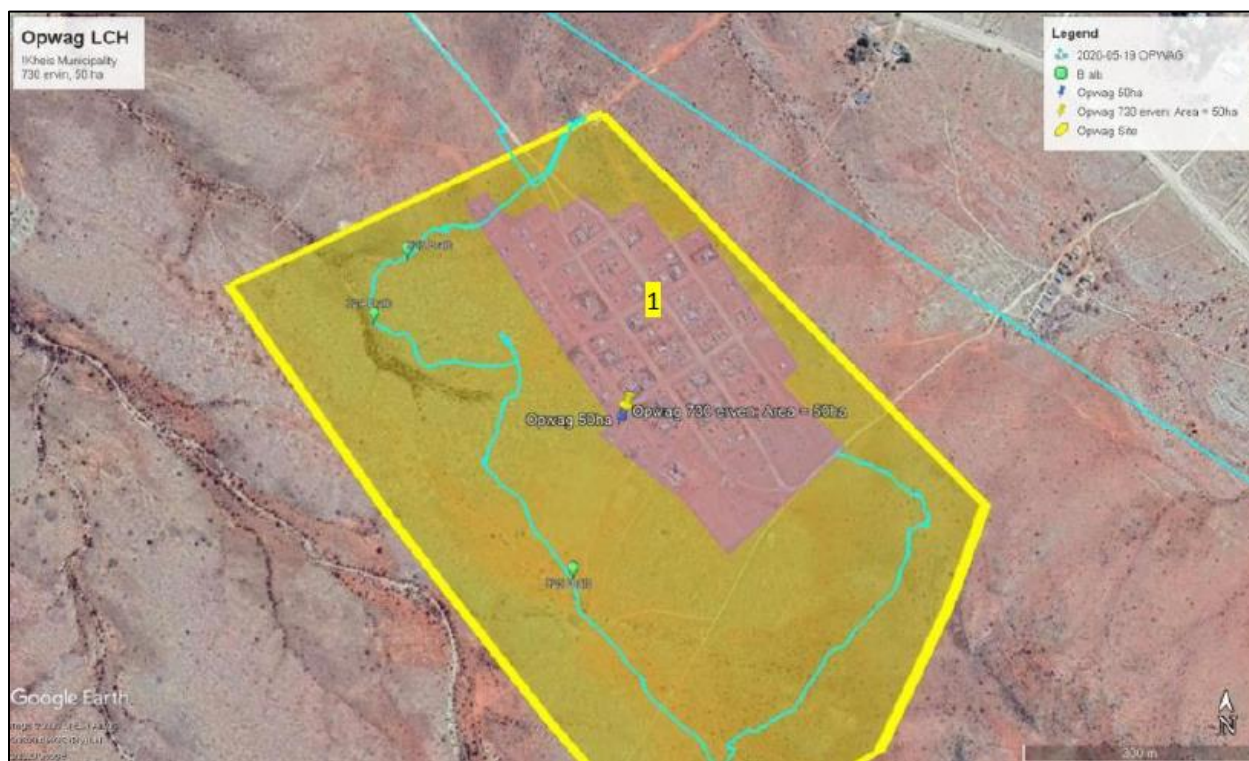 Opwag LCH
!Kheis Municipality
730 erven, 50 ha
Legend
2020-05-19 OPWAG
B alb
Opwag 50ha
Opwag 730 erven; Area = 50ha
Opwag Site
1
Opwag 50ha
Opwag 730 erven; Area = 50ha
Google Earth
N
300 m